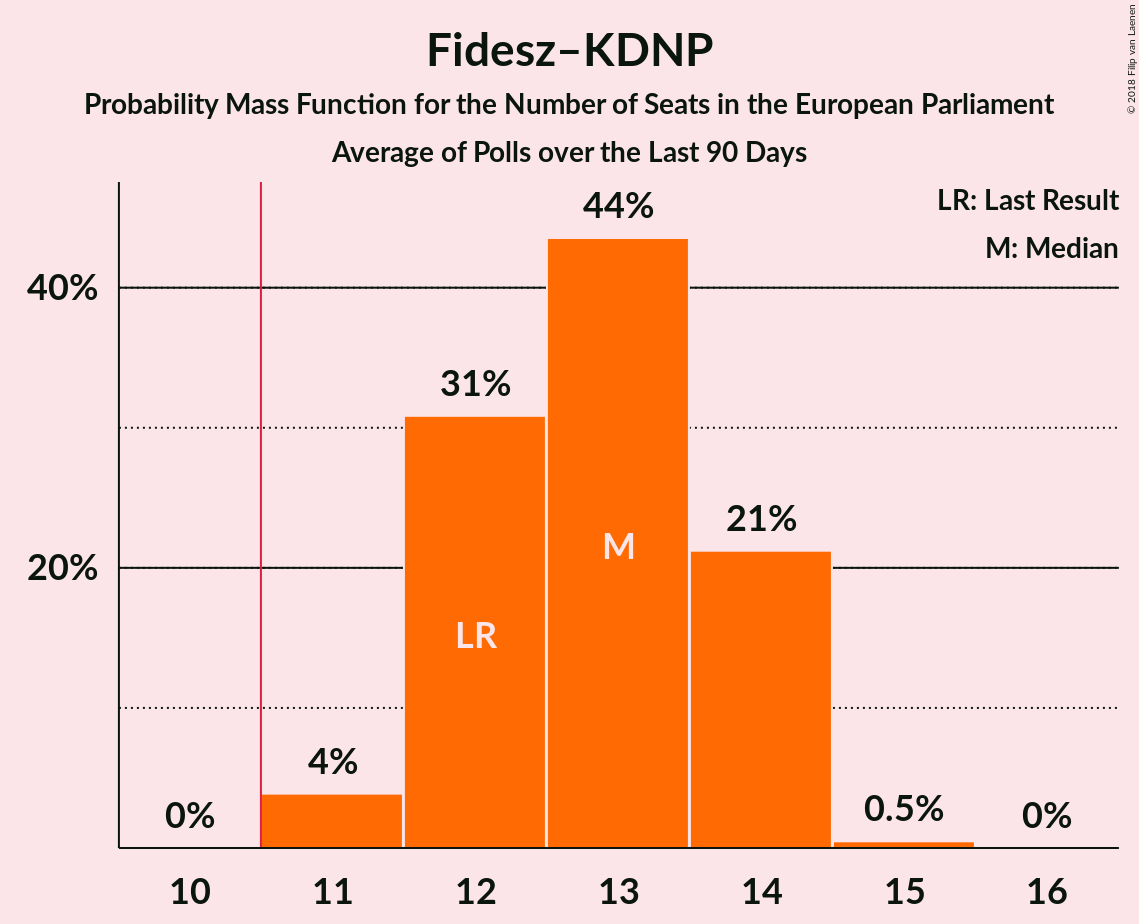 Fidesz–KDNP
Probability Mass Function for the Number of Seats in the European Parliament
Average of Polls over the Last 90 Days
© 2018 Filip van Laenen
LR: Last Result
M: Median
44%
40%
31%
21%
20%
M
LR
4%
0%
0.5%
0%
10 11 12 13 14 15 16